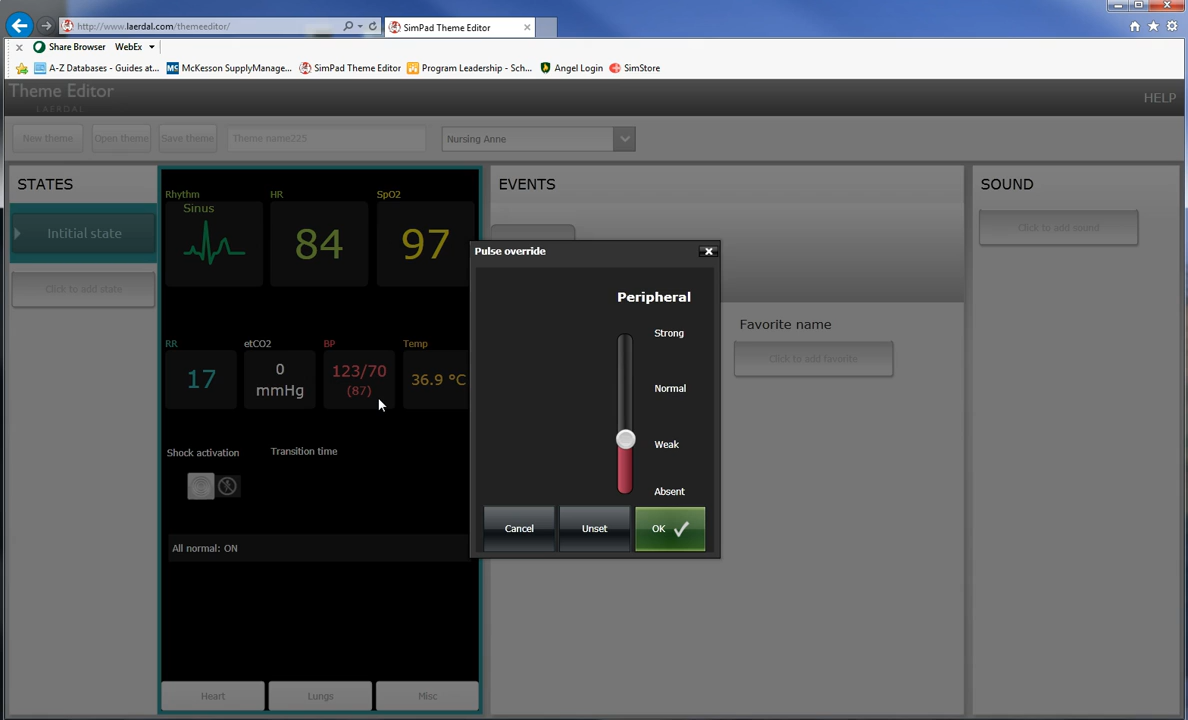 http://www.laerdal.com/themeeditor/
SimPad Theme Editor
Share Browser WebEx
A-Z Databases - Guides at... McKesson SupplyManage... SimPad Theme Editor Program Leadership - Sch... Angel Login SimStore
Theme Editor
LAERDAL
HELP
New theme Open theme Save theme Theme name225 Nursing Anne
STATES
Intitial state
Click to add state
Rhythm HR SpO2
Sinus
84 97
RR etCO2 BP Temp
17 0 mmHg 123/70 (87) 36.9 °C
Shock activation Transition time
All normal: ON
Heart Lungs Misc
EVENTS
Pulse override
Peripheral
Strong
Normal
Weak
Absent
Cancel Unset OK
Favorite name
Click to add favorite
SOUND
Click to add sound